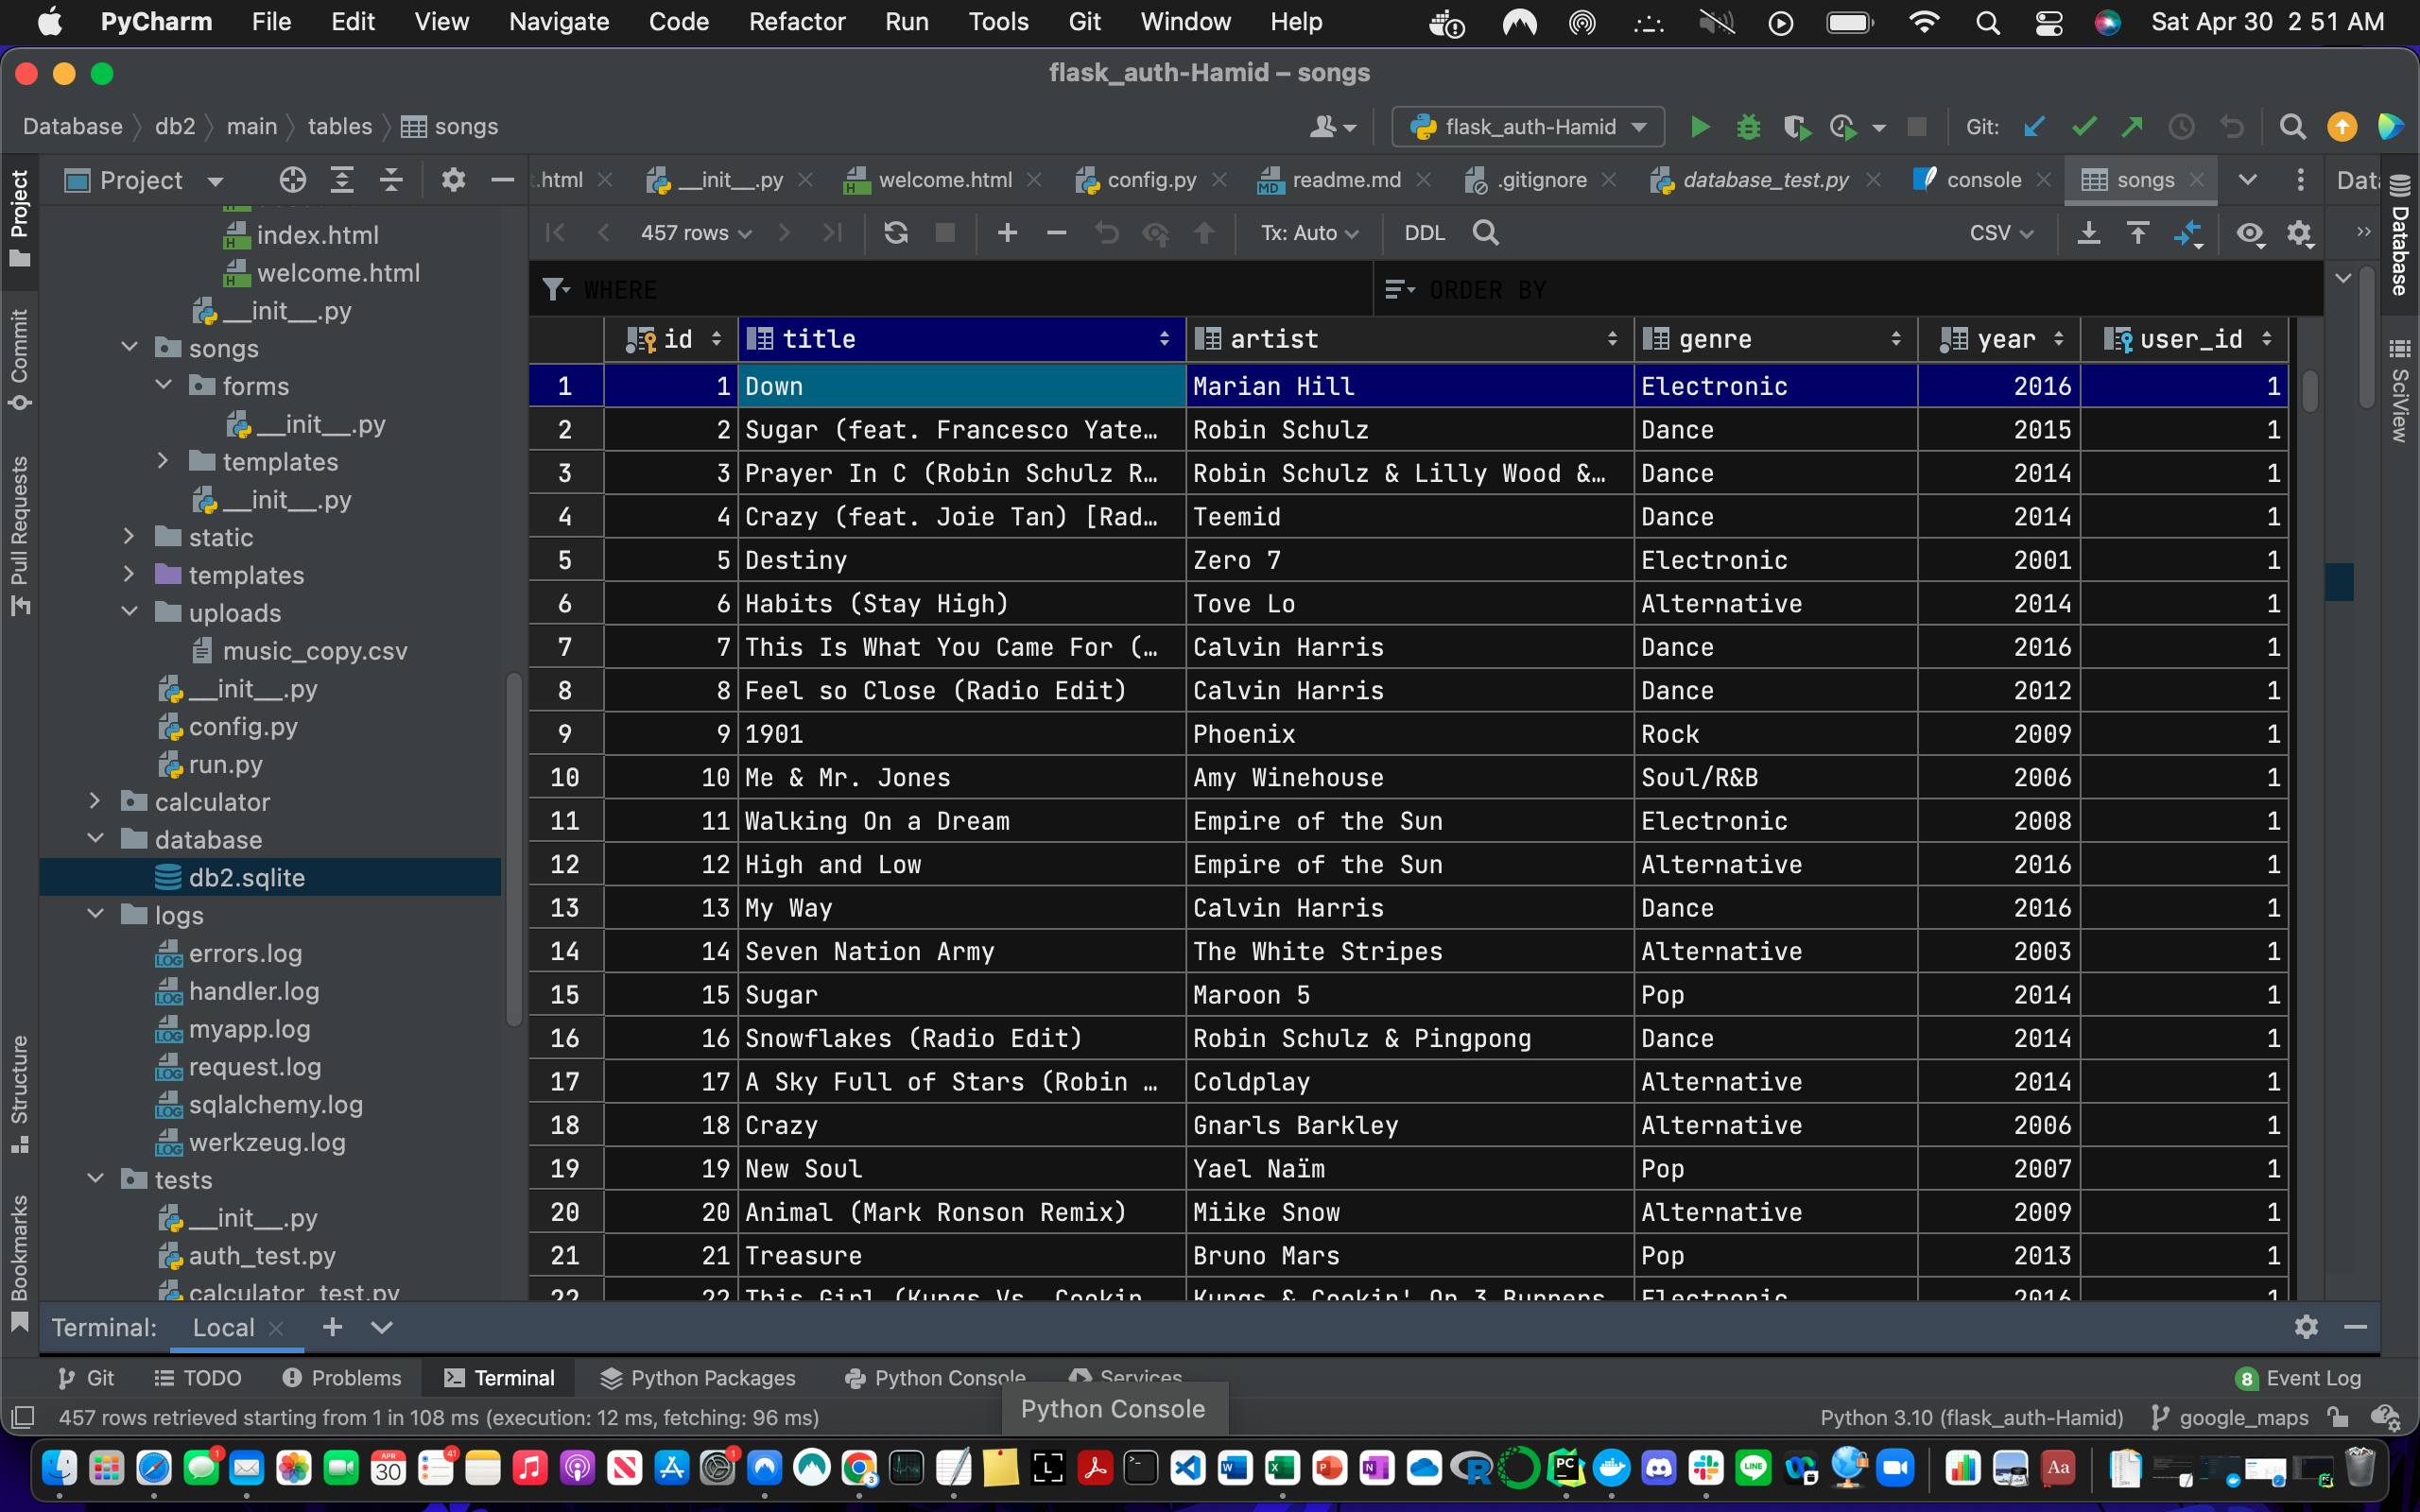 PyCharm File Edit View Navigate Code Refactor Run Tools Git Window Help Sat Apr 30 2 51 AM
flask_auth-Hamid – songs
Database db2 main tables songs flask_auth-Hamid Git:
Project .html __init__.py welcome.html config.py readme.md .gitignore database_test.py console songs
457 rows Tx: Auto DDL CSV
WHERE ORDER BY
id title artist genre year user_id
1 1 Down Marian Hill Electronic 2016 1
2 2 Sugar (feat. Francesco Yate… Robin Schulz Dance 2015 1
3 3 Prayer In C (Robin Schulz R… Robin Schulz & Lilly Wood &… Dance 2014 1
4 4 Crazy (feat. Joie Tan) [Rad… Teemid Dance 2014 1
5 5 Destiny Zero 7 Electronic 2001 1
6 6 Habits (Stay High) Tove Lo Alternative 2014 1
7 7 This Is What You Came For (… Calvin Harris Dance 2016 1
8 8 Feel so Close (Radio Edit) Calvin Harris Dance 2012 1
9 9 1901 Phoenix Rock 2009 1
10 10 Me & Mr. Jones Amy Winehouse Soul/R&B 2006 1
11 11 Walking On a Dream Empire of the Sun Electronic 2008 1
12 12 High and Low Empire of the Sun Alternative 2016 1
13 13 My Way Calvin Harris Dance 2016 1
14 14 Seven Nation Army The White Stripes Alternative 2003 1
15 15 Sugar Maroon 5 Pop 2014 1
16 16 Snowflakes (Radio Edit) Robin Schulz & Pingpong Dance 2014 1
17 17 A Sky Full of Stars (Robin … Coldplay Alternative 2014 1
18 18 Crazy Gnarls Barkley Alternative 2006 1
19 19 New Soul Yael Naïm Pop 2007 1
20 20 Animal (Mark Ronson Remix) Miike Snow Alternative 2009 1
21 21 Treasure Bruno Mars Pop 2013 1
22 22 This Girl (Kungs Vs. Cookin Kungs & Cookin' On 3 Burners Electronic 2016 1
index.html
welcome.html
__init__.py
songs
forms
__init__.py
templates
__init__.py
static
templates
uploads
music_copy.csv
__init__.py
config.py
run.py
calculator
database
db2.sqlite
logs
errors.log
handler.log
myapp.log
request.log
sqlalchemy.log
werkzeug.log
tests
__init__.py
auth_test.py
calculator_test.py
Project
Commit
Pull Requests
Structure
Bookmarks
Database
SciView
Terminal: Local
Git TODO Problems Terminal Python Packages Python Console Services 8 Event Log
Python Console
457 rows retrieved starting from 1 in 108 ms (execution: 12 ms, fetching: 96 ms) Python 3.10 (flask_auth-Hamid) google_maps